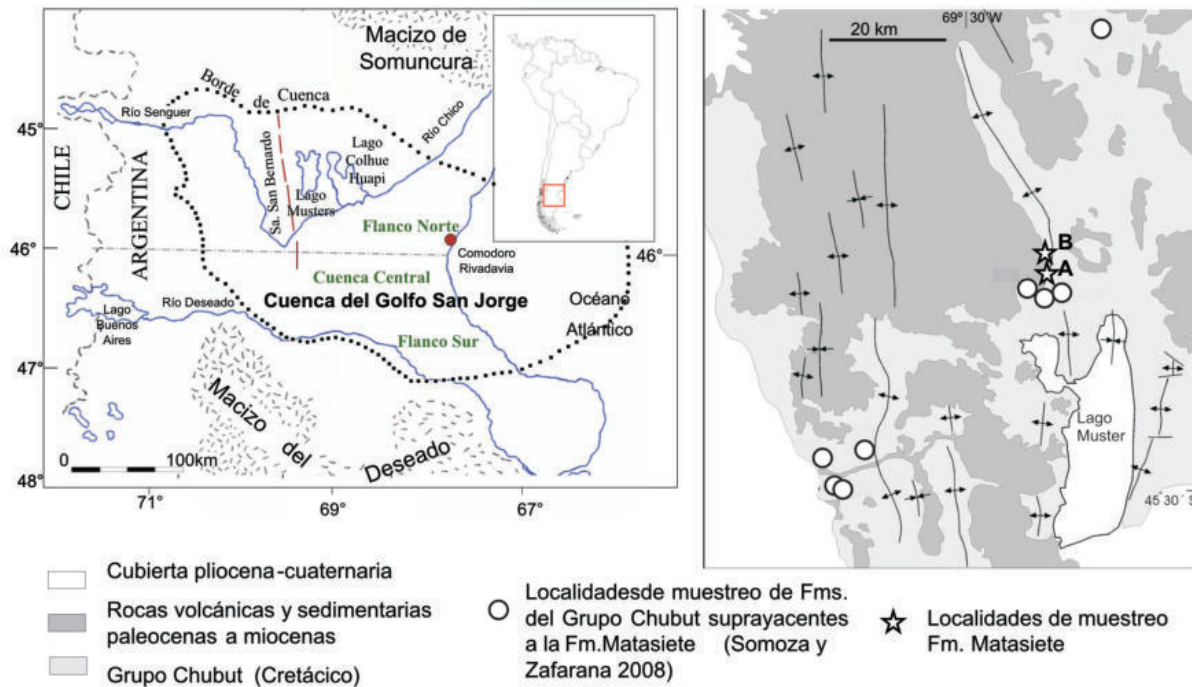 Macizo de
Somuncura
Borde de Cuenca
Río Senguer
Río Chico
45°
Sa. San Bernardo
Lago
Colhue
Huapi
Lago
Musters
CHILE
ARGENTINA
Flanco Norte
46°
46°
Comodoro
Rivadavia
Cuenca Central
Cuenca del Golfo San Jorge
Río Deseado
Lago
Buenos
Aires
Océano
Atlántico
Flanco Sur
47°
Macizo del Deseado
0 100km
48°
71° 69° 67°
69° 30 W
20 km
B
A
Lago
Muster
45° 30´ S
Cubierta pliocena-cuaternaria
Rocas volcánicas y sedimentarias
paleocenas a miocenas
Grupo Chubut (Cretácico)
Localidadesde muestreo de Fms.
del Grupo Chubut suprayacentes
a la Fm.Matasiete (Somoza y
Zafarana 2008)
Localidades de muestreo
Fm. Matasiete